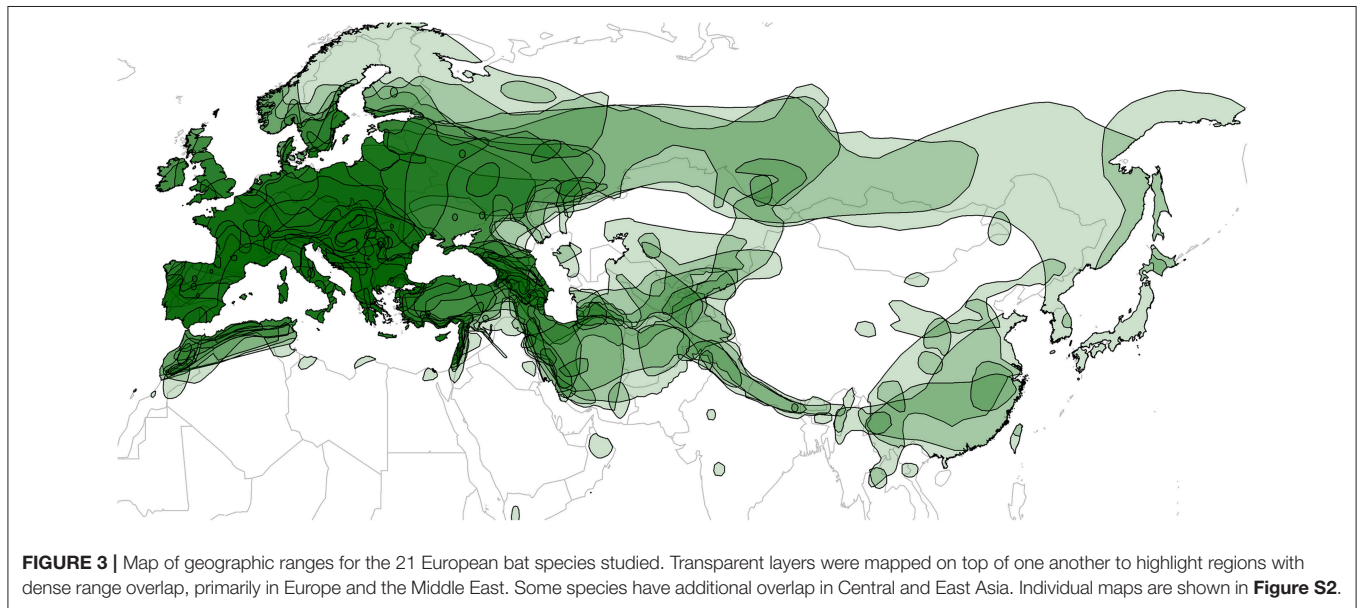 FIGURE 3 | Map of geographic ranges for the 21 European bat species studied. Transparent layers were mapped on top of one another to highlight regions with
dense range overlap, primarily in Europe and the Middle East. Some species have additional overlap in Central and East Asia. Individual maps are shown in Figure S2.